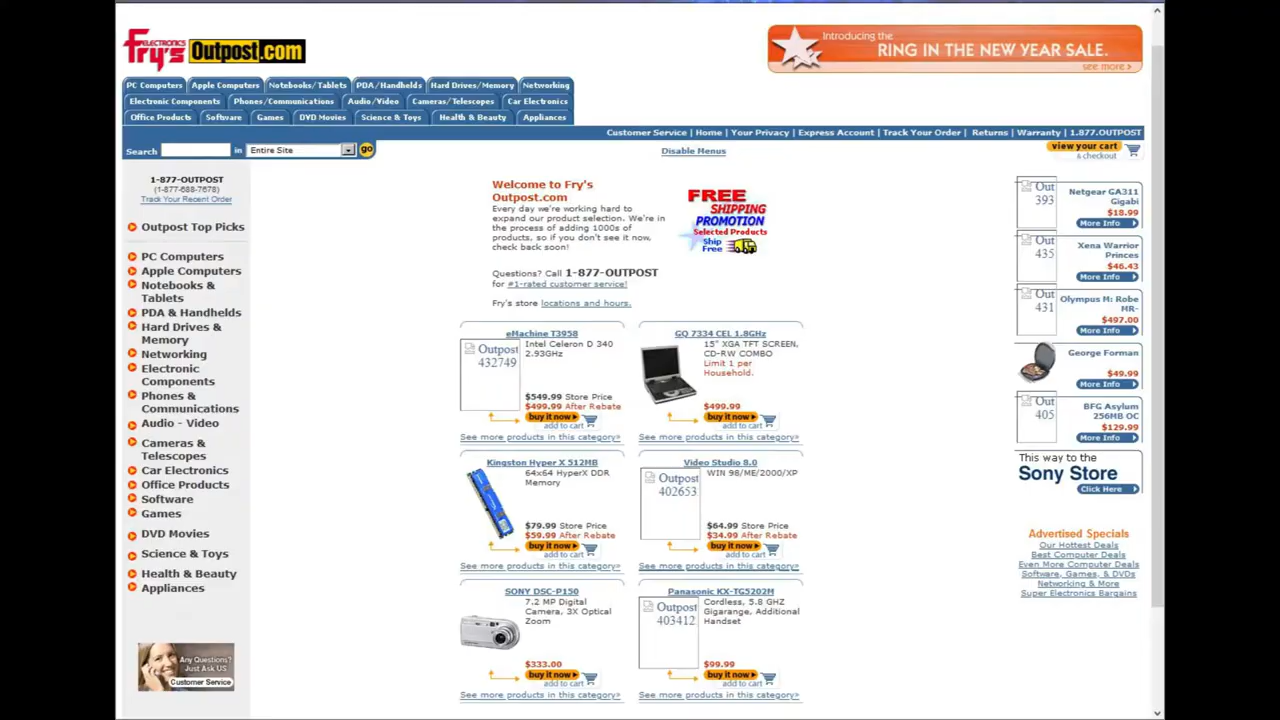 Fry's ELECTRONICS Outpost.com
Introducing the
RING IN THE NEW YEAR SALE.
see more >
PC Computers Apple Computers Notebooks/Tablets PDA/Handhelds Hard Drives/Memory Networking
Electronic Components Phones/Communications Audio/Video Cameras/Telescopes Car Electronics
Office Products Software Games DVD Movies Science & Toys Health & Beauty Appliances
Customer Service | Home | Your Privacy | Express Account | Track Your Order | Returns | Warranty | 1.877.OUTPOST
Search in Entire Site go
Disable Menus
view your cart
& checkout
1-877-OUTPOST
(1-877-688-7678)
Track Your Recent Order
Outpost Top Picks
PC Computers
Apple Computers
Notebooks &
Tablets
PDA & Handhelds
Hard Drives &
Memory
Networking
Electronic
Components
Phones &
Communications
Audio - Video
Cameras &
Telescopes
Car Electronics
Office Products
Software
Games
DVD Movies
Science & Toys
Health & Beauty
Appliances
Any Questions?
Just Ask US
Customer Service
Welcome to Fry's
Outpost.com
Every day we're working hard to
expand our product selection. We're in
the process of adding 1000s of
products, so if you don't see it now,
check back soon!
FREE
SHIPPING
PROMOTION
Selected Products
Ship
Free
Questions? Call 1-877-OUTPOST
for #1-rated customer service!
Fry's store locations and hours.
eMachine T3958
Outpost
432749
Intel Celeron D 340
2.93GHz
$549.99 Store Price
$499.99 After Rebate
buy it now
add to cart
See more products in this category>
GQ 7334 CEL 1.8GHz
15" XGA TFT SCREEN,
CD-RW COMBO
Limit 1 per
Household.
$499.99
buy it now
add to cart
See more products in this category>
Kingston Hyper X 512MB
64x64 HyperX DDR
Memory
$79.99 Store Price
$59.99 After Rebate
buy it now
add to cart
See more products in this category>
Video Studio 8.0
Outpost
402653
WIN 98/ME/2000/XP
$64.99 Store Price
$34.99 After Rebate
buy it now
add to cart
See more products in this category>
SONY DSC-P150
7.2 MP Digital
Camera, 3X Optical
Zoom
$333.00
buy it now
add to cart
See more products in this category>
Panasonic KX-TG5202M
Outpost
403412
Cordless, 5.8 GHZ
Gigarange, Additional
Handset
$99.99
buy it now
add to cart
See more products in this category>
Out
393
Netgear GA311
Gigabi
$18.99
More Info
Out
435
Xena Warrior
Princes
$46.43
More Info
Out
431
Olympus M: Robe
MR-
$497.00
More Info
George Forman
$49.99
More Info
Out
405
BFG Asylum
256MB OC
$129.99
More Info
This way to the
Sony Store
Click Here
Advertised Specials
Our Hottest Deals
Best Computer Deals
Even More Computer Deals
Software, Games, & DVDs
Networking & More
Super Electronics Bargains